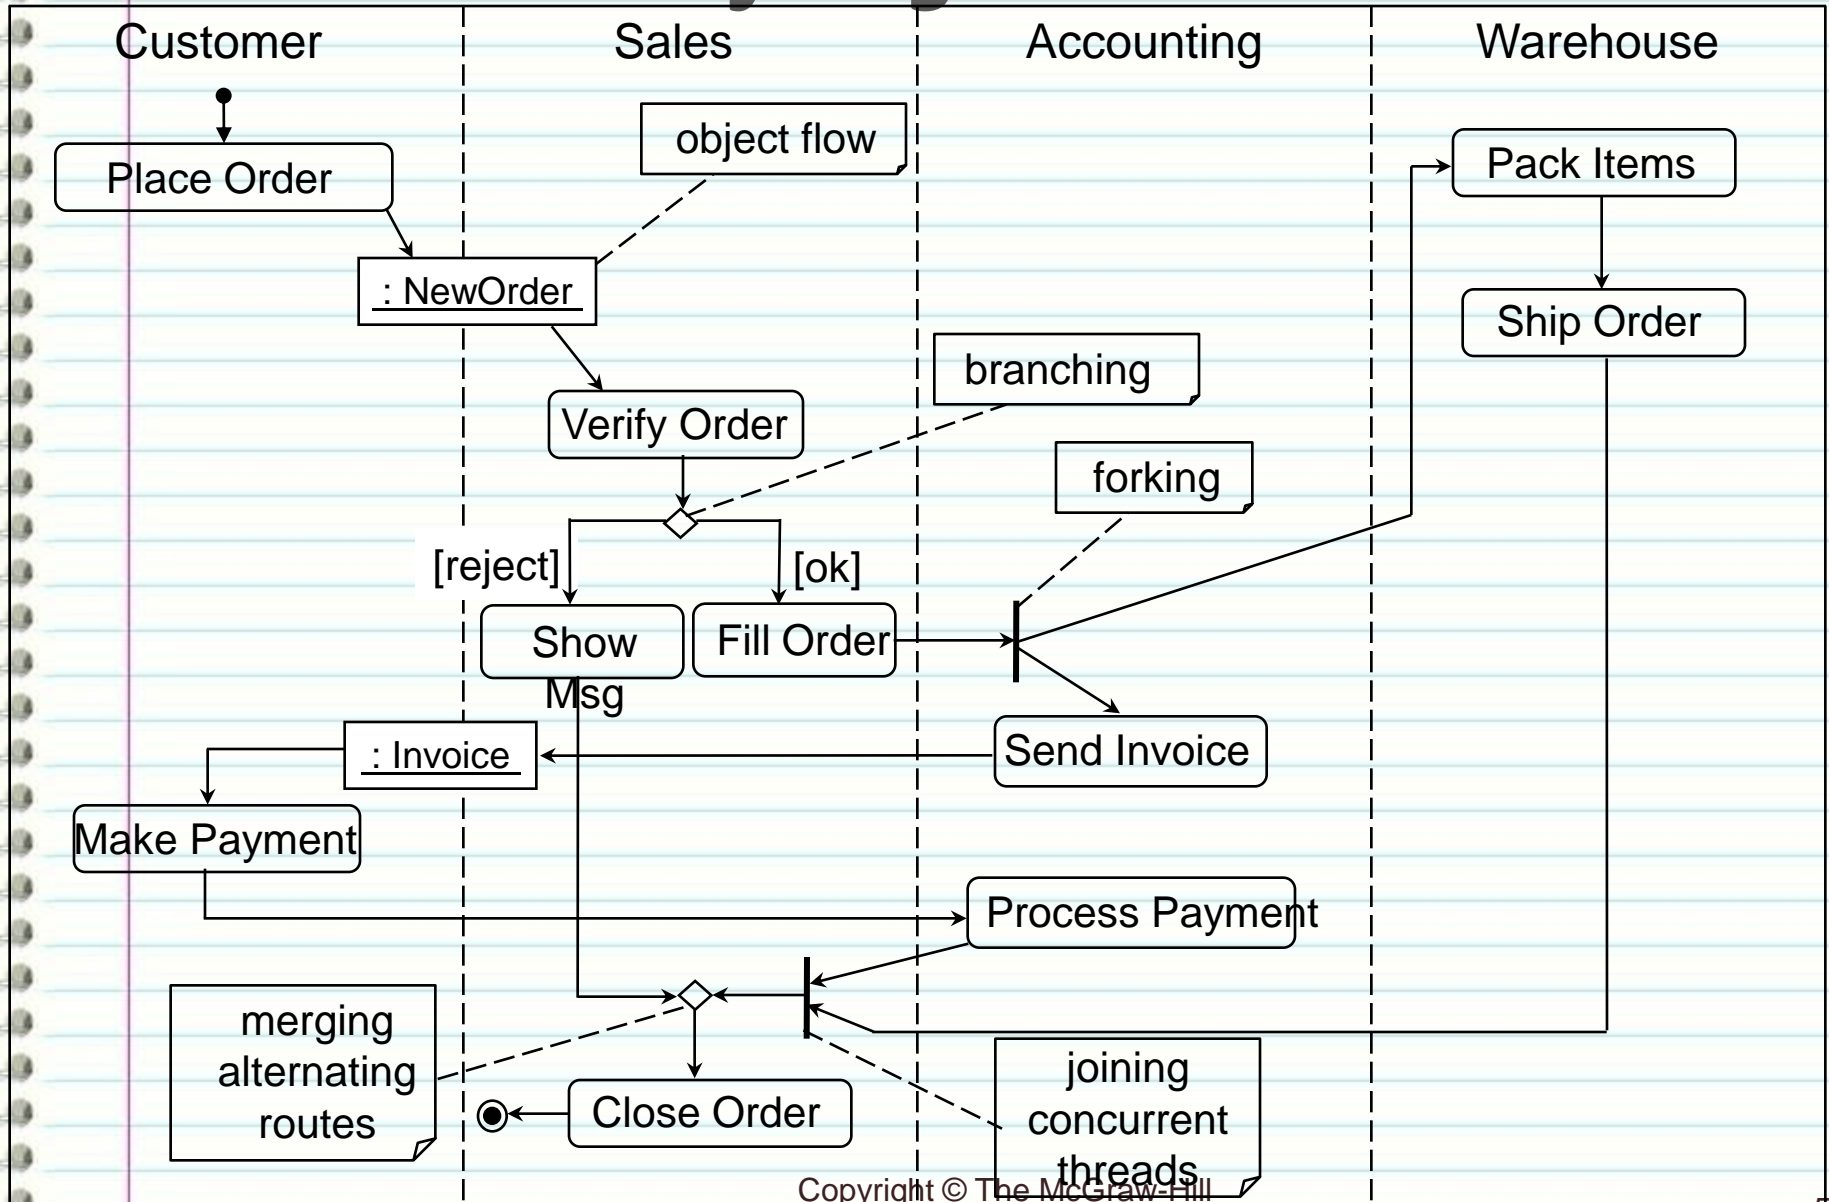 Customer
Sales
Accounting
Warehouse
object flow
Place Order
Pack Items
: NewOrder
Ship Order
branching
Verify Order
forking
[reject]
[ok]
Show
Msg
Fill Order
: Invoice
Send Invoice
Make Payment
Process Payment
merging
alternating
routes
joining
concurrent
threads
Close Order
Copyright © The McGraw-Hill